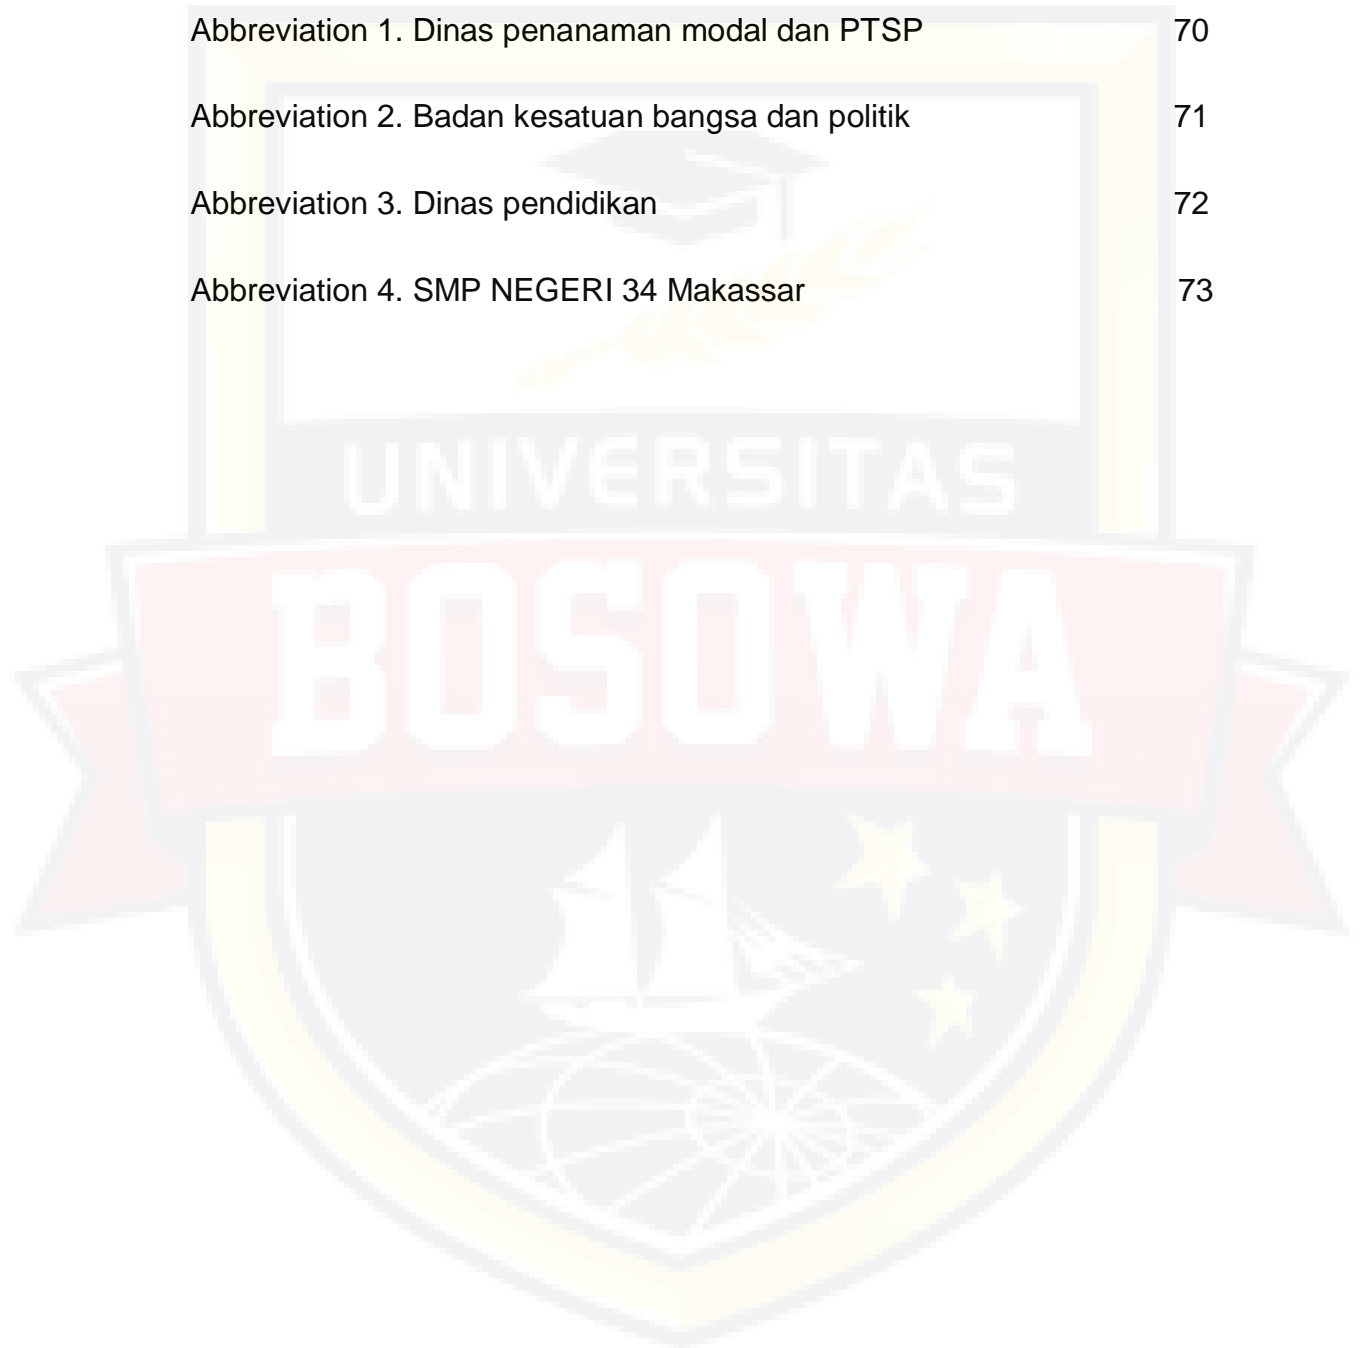 Abbreviation 1. Dinas penanaman modal dan PTSP 70
Abbreviation 2. Badan kesatuan bangsa dan politik 71
Abbreviation 3. Dinas pendidikan 72
Abbreviation 4. SMP NEGERI 34 Makassar 73
UNIVERSITAS
BOSOWA